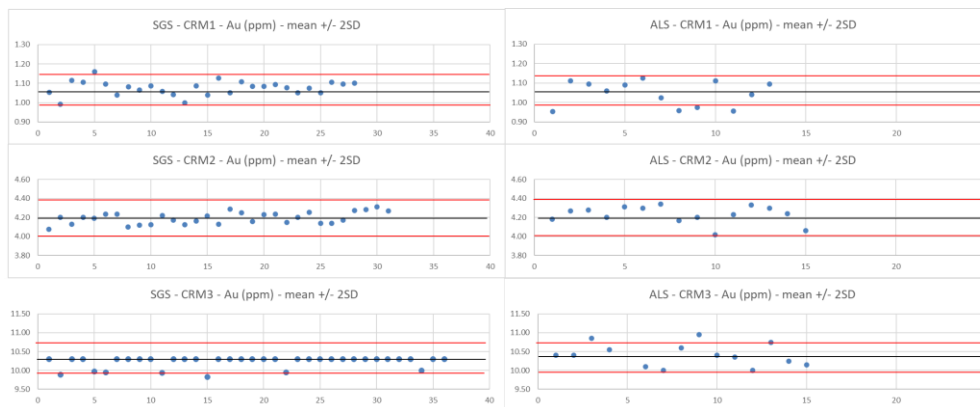 SGS - CRM1 - Au (ppm) - mean +/- 2SD
1.30
1.20
1.10
1.00
0.90
0 5 10 15 20 25 30 35 40
ALS - CRM1 - Au (ppm) - mean +/- 2SD
1.30
1.20
1.10
1.00
0.90
0 5 10 15 20
SGS - CRM2 - Au (ppm) - mean +/- 2SD
4.60
4.40
4.20
4.00
3.80
0 5 10 15 20 25 30 35 40
ALS - CRM2 - Au (ppm) - mean +/- 2SD
4.60
4.40
4.20
4.00
3.80
0 5 10 15 20
SGS - CRM3 - Au (ppm) - mean +/- 2SD
11.50
11.00
10.50
10.00
9.50
0 5 10 15 20 25 30 35 40
ALS - CRM3 - Au (ppm) - mean +/- 2SD
11.50
11.00
10.50
10.00
9.50
0 5 10 15 20